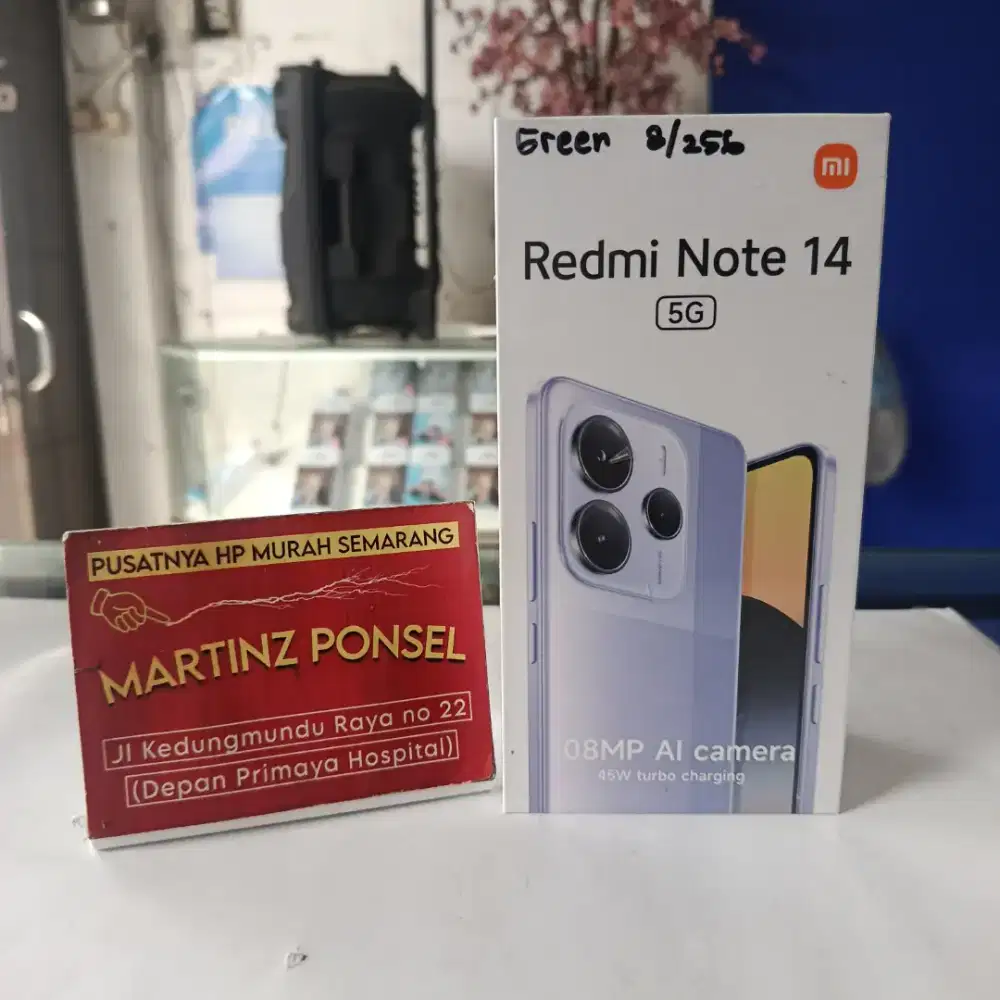 PUSATNYA HP MURAH SEMARANG
MARTINZ PONSEL
Jl Kedungmundu Raya no 22
(Depan Primaya Hospital)
Green 8/256
mi
Redmi Note 14
5G
08MP AI camera
45W turbo charging